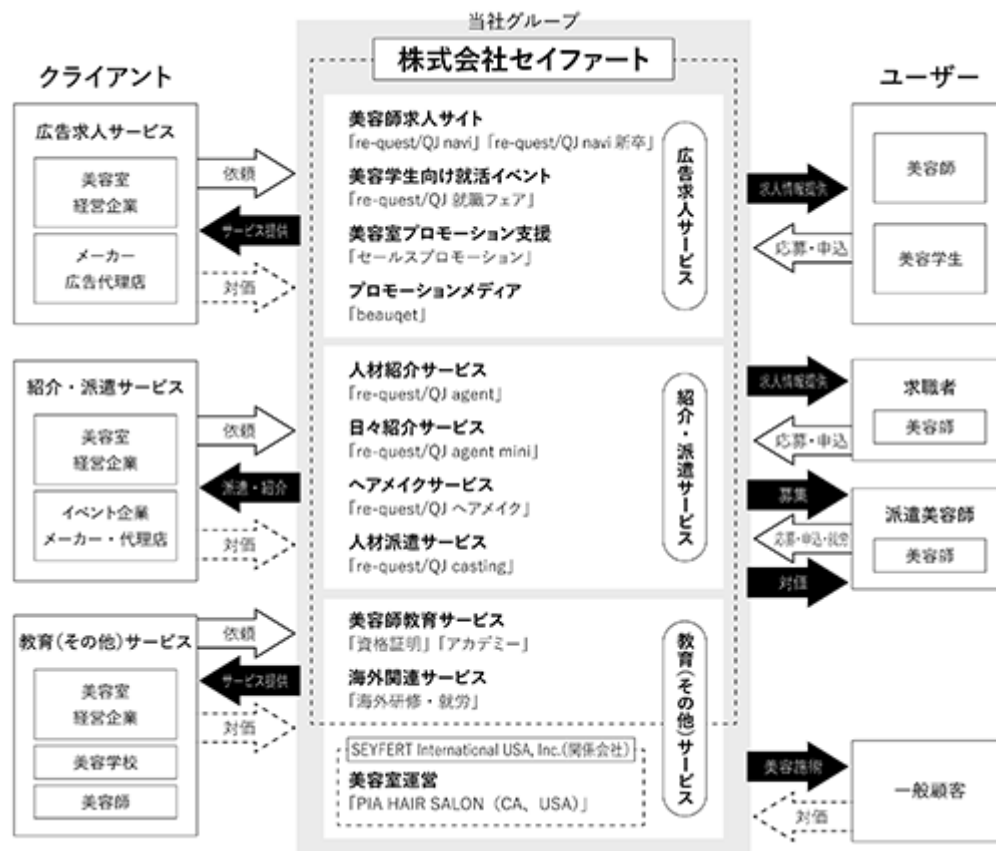 当社グループ
株式会社セイファート
クライアント
ユーザー
広告求人サービス
美容室
経営企業
メーカー
広告代理店
依頼
サービス提供
対価
美容師求人サイト
「re-quest/QJ navi」「re-quest/QJ navi 新卒」
美容学生向け就活イベント
「re-quest/QJ 就職フェア」
美容室プロモーション支援
「セールスプロモーション」
プロモーションメディア
「beauqet」
広告求人サービス
求人情報提供
応募・申込
美容師
美容学生
紹介・派遣サービス
美容室
経営企業
イベント企業
メーカー・代理店
依頼
派遣・紹介
対価
人材紹介サービス
「re-quest/QJ agent」
日々紹介サービス
「re-quest/QJ agent mini」
ヘアメイクサービス
「re-quest/QJ ヘアメイク」
人材派遣サービス
「re-quest/QJ casting」
紹介・派遣サービス
求人情報提供
応募・申込
募集
応募・申込・就労
対価
求職者
美容師
派遣美容師
美容師
教育(その他)サービス
美容室
経営企業
美容学校
美容師
依頼
サービス提供
対価
美容師教育サービス
「資格証明」「アカデミー」
海外関連サービス
「海外研修・就労」
SEYFERT International USA, Inc.(関係会社)
美容室運営
「PIA HAIR SALON（CA、USA）」
教育(その他)サービス
美容施術
対価
一般顧客